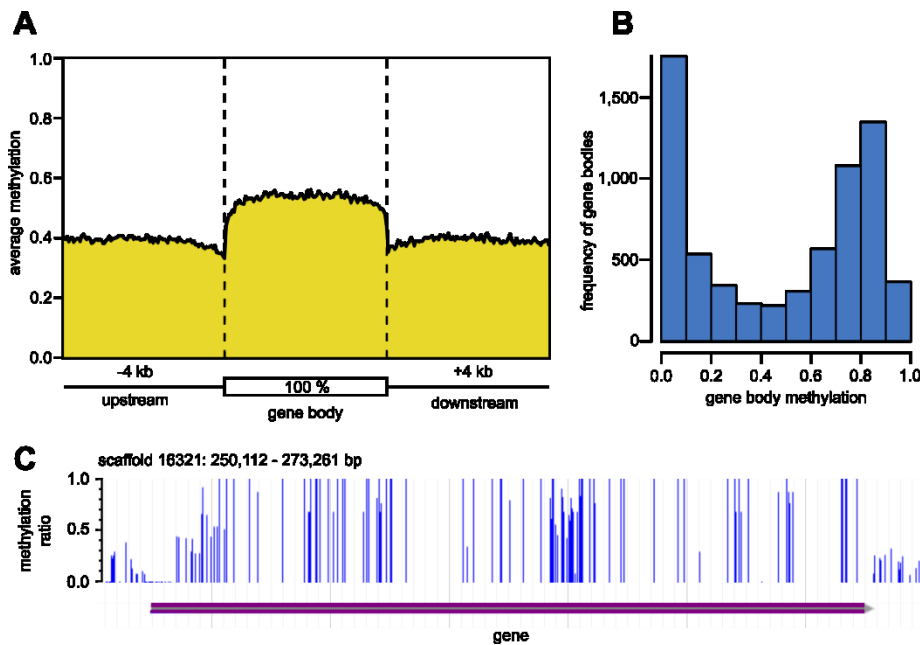 A
1.0
0.8
0.6
0.4
0.2
0.0
average methylation
-4 kb
100 %
+4 kb
upstream
gene body
downstream
B
1,500
1,000
500
0
frequency of gene bodies
0.0 0.2 0.4 0.6 0.8 1.0
gene body methylation
C
scaffold 16321: 250,112 - 273,261 bp
1.0
0.5
0.0
methylation
ratio
gene